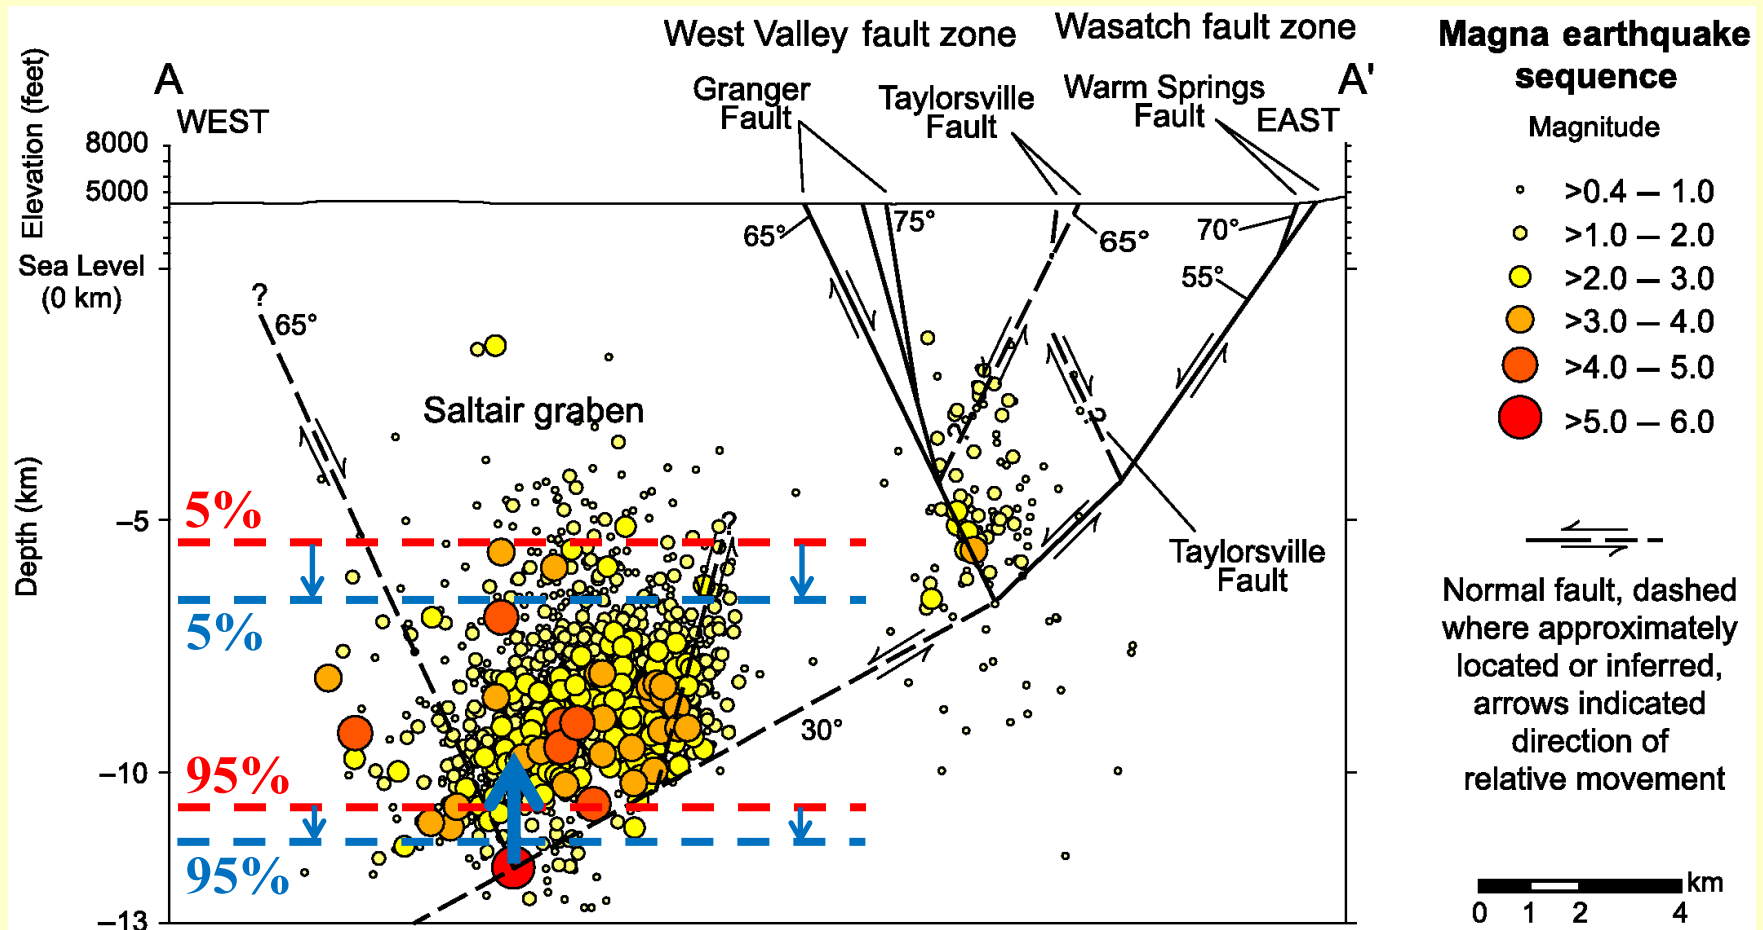 West Valley fault zone
Wasatch fault zone
Magna earthquake
sequence
A
A'
Granger
Fault
Taylorsville
Fault
Warm Springs
Fault
WEST
EAST
Magnitude
Elevation (feet)
8000
5000
Sea Level
(0 km)
>0.4 – 1.0
>1.0 – 2.0
>2.0 – 3.0
>3.0 – 4.0
>4.0 – 5.0
>5.0 – 6.0
65°
75°
65°
70°
55°
?
65°
Saltair graben
?
?
?
Depth (km)
–5
–10
–13
5%
5%
95%
95%
30°
Taylorsville
Fault
Normal fault, dashed
where approximately
located or inferred,
arrows indicated
direction of
relative movement
km
0 1 2 4